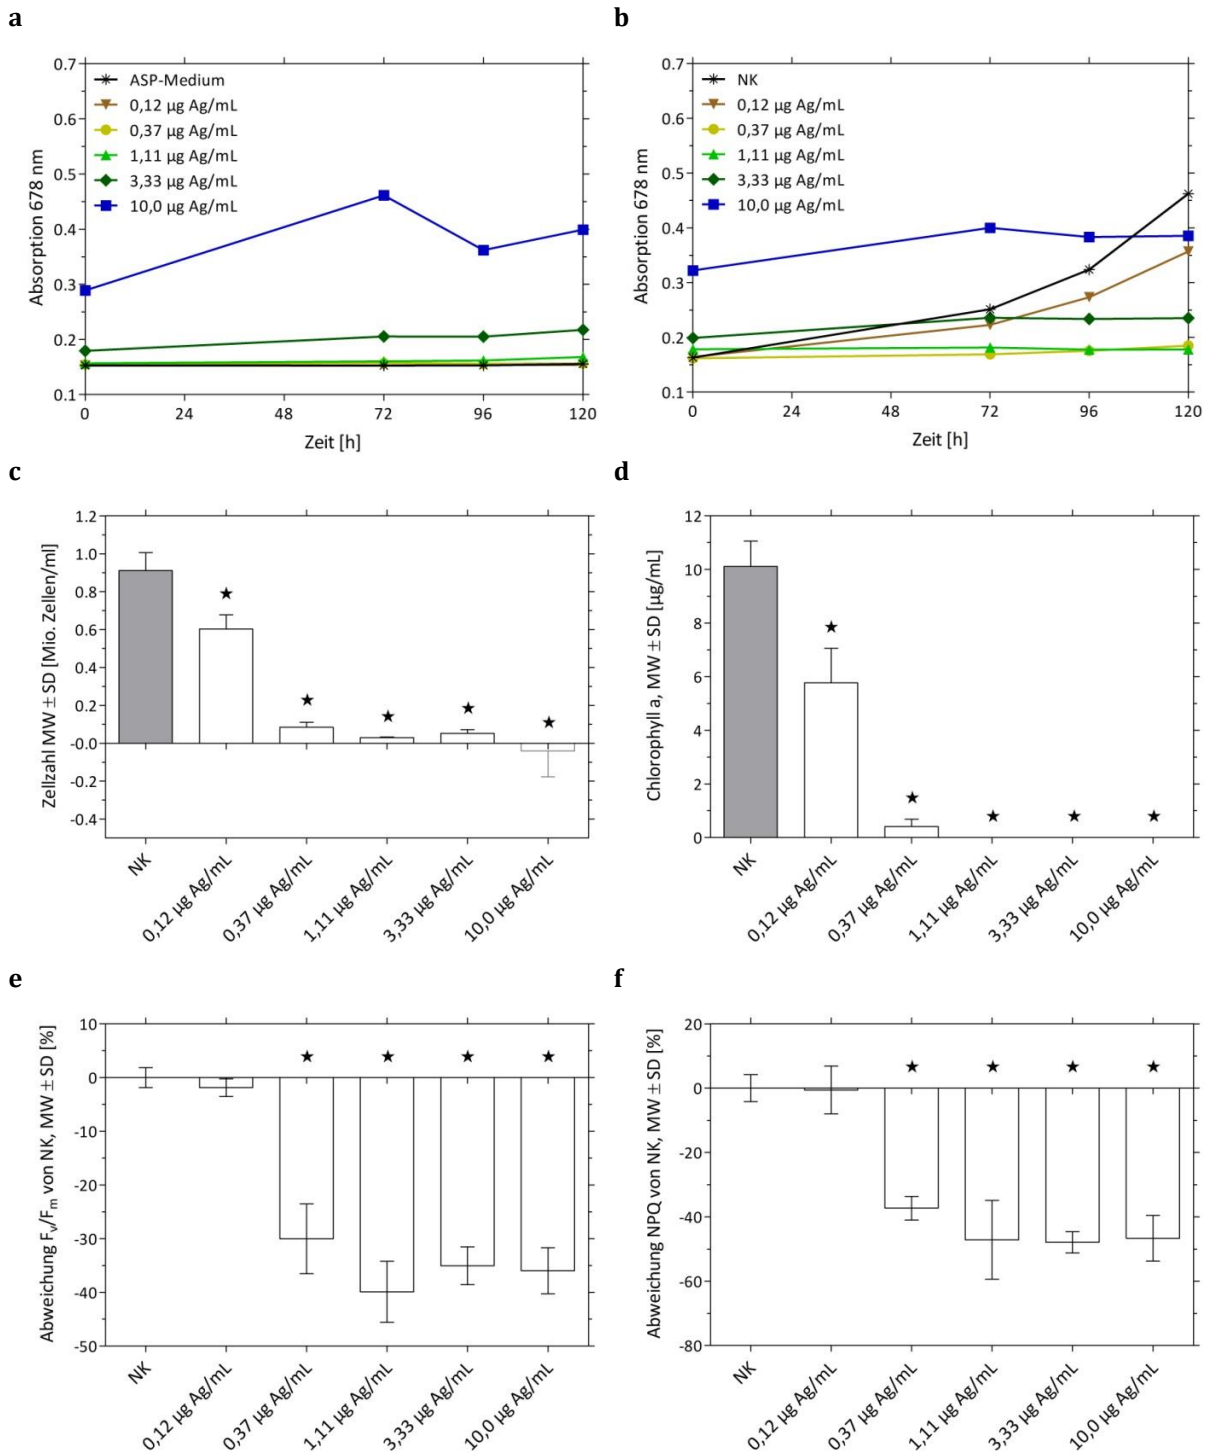 a
0.7
0.6
0.5
0.4
0.3
0.2
0.1
Absorption 678 nm
ASP-Medium
0,12 µg Ag/mL
0,37 µg Ag/mL
1,11 µg Ag/mL
3,33 µg Ag/mL
10,0 µg Ag/mL
0 24 48 72 96 120
Zeit [h]
b
0.7
0.6
0.5
0.4
0.3
0.2
0.1
Absorption 678 nm
NK
0,12 µg Ag/mL
0,37 µg Ag/mL
1,11 µg Ag/mL
3,33 µg Ag/mL
10,0 µg Ag/mL
0 24 48 72 96 120
Zeit [h]
c
1.2
1.0
0.8
0.6
0.4
0.2
-0.0
-0.2
-0.4
Zellzahl MW ± SD [Mio. Zellen/ml]
NK
0,12 µg Ag/mL
0,37 µg Ag/mL
1,11 µg Ag/mL
3,33 µg Ag/mL
10,0 µg Ag/mL
d
12
10
8
6
4
2
0
Chlorophyll a, MW ± SD [µg/mL]
NK
0,12 µg Ag/mL
0,37 µg Ag/mL
1,11 µg Ag/mL
3,33 µg Ag/mL
10,0 µg Ag/mL
e
10
0
-10
-20
-30
-40
-50
Abweichung Fv/Fm von NK, MW ± SD [%]
NK
0,12 µg Ag/mL
0,37 µg Ag/mL
1,11 µg Ag/mL
3,33 µg Ag/mL
10,0 µg Ag/mL
f
20
0
-20
-40
-60
-80
Abweichung NPQ von NK, MW ± SD [%]
NK
0,12 µg Ag/mL
0,37 µg Ag/mL
1,11 µg Ag/mL
3,33 µg Ag/mL
10,0 µg Ag/mL